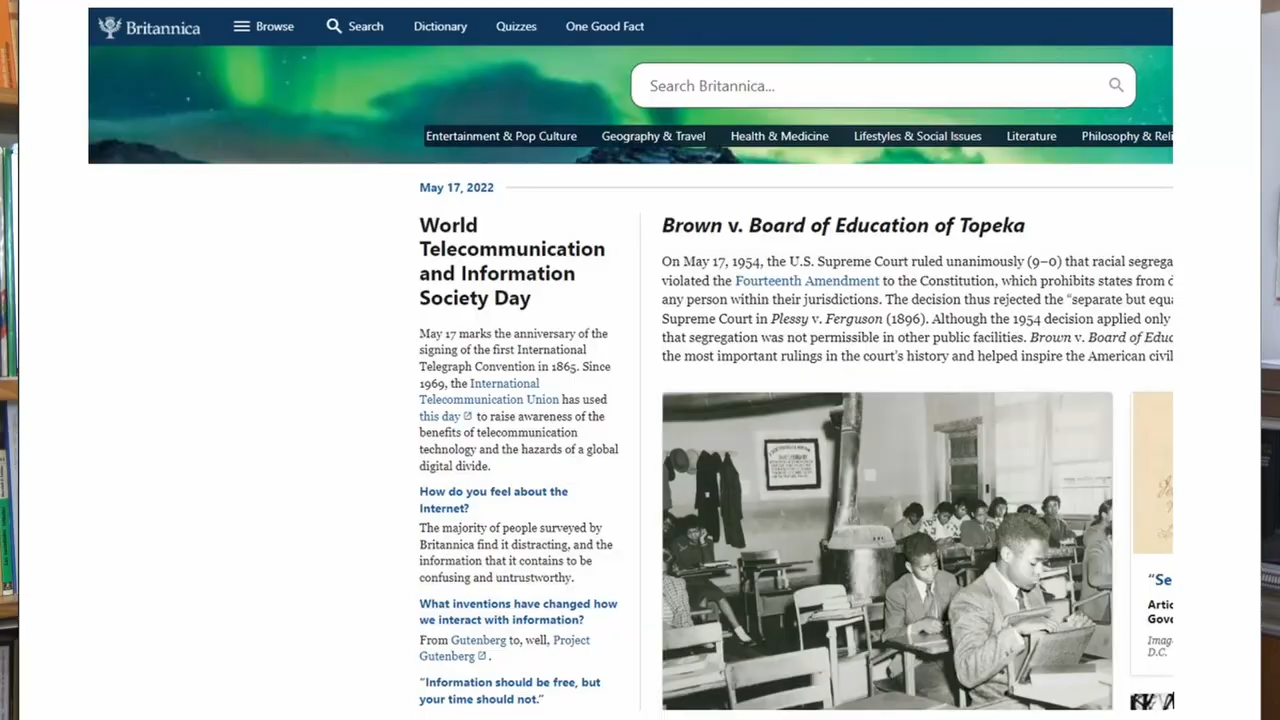 Britannica
Browse
Search
Dictionary
Quizzes
One Good Fact
Search Britannica...
Entertainment & Pop Culture
Geography & Travel
Health & Medicine
Lifestyles & Social Issues
Literature
Philosophy & Reli
May 17, 2022
World
Telecommunication
and Information
Society Day
May 17 marks the anniversary of the
signing of the first International
Telegraph Convention in 1865. Since
1969, the International
Telecommunication Union has used
this day to raise awareness of the
benefits of telecommunication
technology and the hazards of a global
digital divide.
How do you feel about the
Internet?
The majority of people surveyed by
Britannica find it distracting, and the
information that it contains to be
confusing and untrustworthy.
What inventions have changed how
we interact with information?
From Gutenberg to, well, Project
Gutenberg .
“Information should be free, but
your time should not.”
Brown v. Board of Education of Topeka
On May 17, 1954, the U.S. Supreme Court ruled unanimously (9–0) that racial segrega
violated the Fourteenth Amendment to the Constitution, which prohibits states from d
any person within their jurisdictions. The decision thus rejected the “separate but equa
Supreme Court in Plessy v. Ferguson (1896). Although the 1954 decision applied only
that segregation was not permissible in other public facilities. Brown v. Board of Educ
the most important rulings in the court’s history and helped inspire the American civil
“Se
Artic
Gove
Imag
D.C.